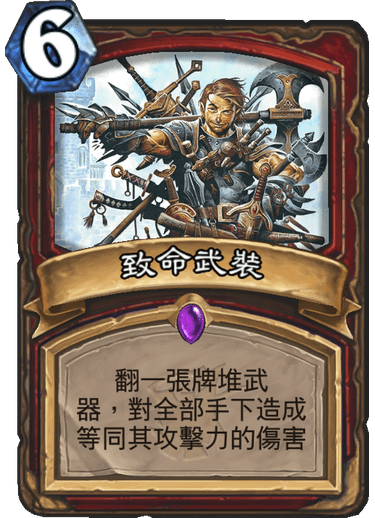 6
致命武裝
翻一張牌堆武
器，對全部手下造成
等同其攻擊力的傷害